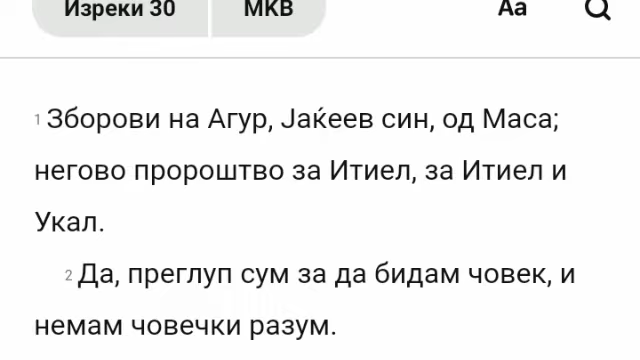 Изреки 30 МКВ Аа
1 Зборови на Агур, Јаќеев син, од Маса;
негово пророштво за Итиел, за Итиел и
Укал.
2 Да, преглуп сум за да бидам човек, и
немам човечки разум.